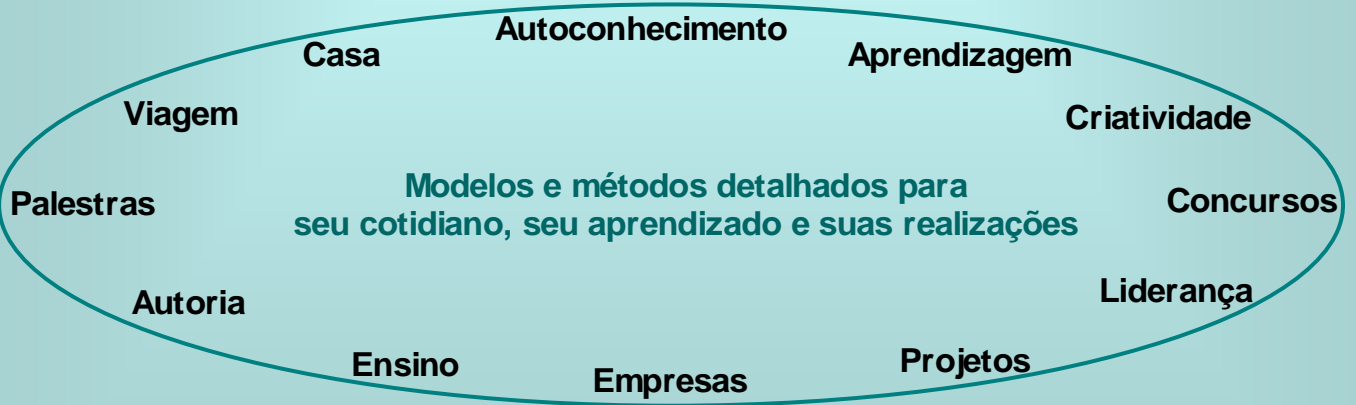 Autoconhecimento
Casa
Aprendizagem
Viagem
Criatividade
Modelos e métodos detalhados para
seu cotidiano, seu aprendizado e suas realizações
Palestras
Concursos
Autoria
Liderança
Ensino
Projetos
Empresas